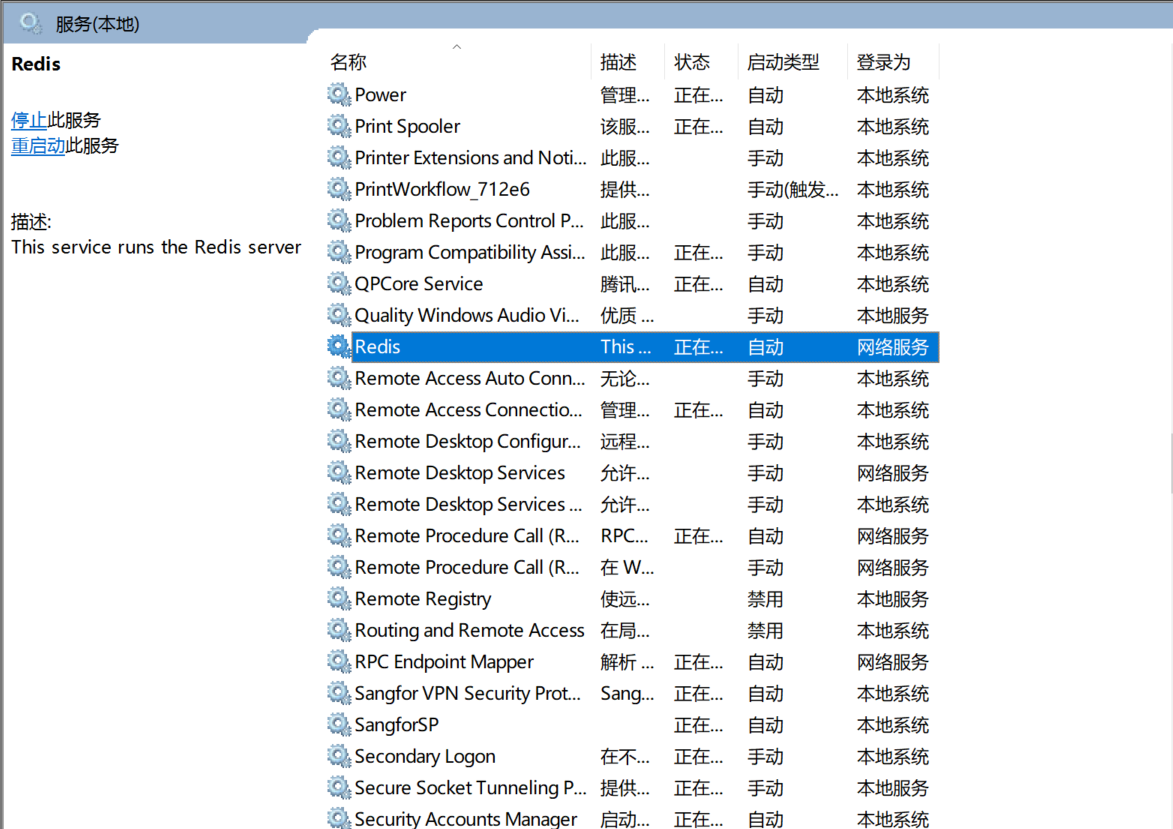 服务(本地)
Redis
停止此服务
重启动此服务
描述:
This service runs the Redis server
名称 描述 状态 启动类型 登录为
Power 管理... 正在... 自动 本地系统
Print Spooler 该服... 正在... 自动 本地系统
Printer Extensions and Noti... 此服... 手动 本地系统
PrintWorkflow_712e6 提供... 手动(触发... 本地系统
Problem Reports Control P... 此服... 手动 本地系统
Program Compatibility Assi... 此服... 正在... 手动 本地系统
QPCore Service 腾讯... 正在... 自动 本地系统
Quality Windows Audio Vi... 优质 ... 手动 本地服务
Redis This ... 正在... 自动 网络服务
Remote Access Auto Conn... 无论... 手动 本地系统
Remote Access Connectio... 管理... 正在... 自动 本地系统
Remote Desktop Configur... 远程... 手动 本地系统
Remote Desktop Services 允许... 手动 网络服务
Remote Desktop Services ... 允许... 手动 本地系统
Remote Procedure Call (R... RPC... 正在... 自动 网络服务
Remote Procedure Call (R... 在 W... 手动 网络服务
Remote Registry 使远... 禁用 本地服务
Routing and Remote Access 在局... 禁用 本地系统
RPC Endpoint Mapper 解析 ... 正在... 自动 网络服务
Sangfor VPN Security Prot... Sang... 正在... 自动 本地系统
SangforSP 正在... 自动 本地系统
Secondary Logon 在不... 正在... 手动 本地系统
Secure Socket Tunneling P... 提供... 正在... 手动 本地服务
Security Accounts Manager 启动... 正在... 自动 本地系统